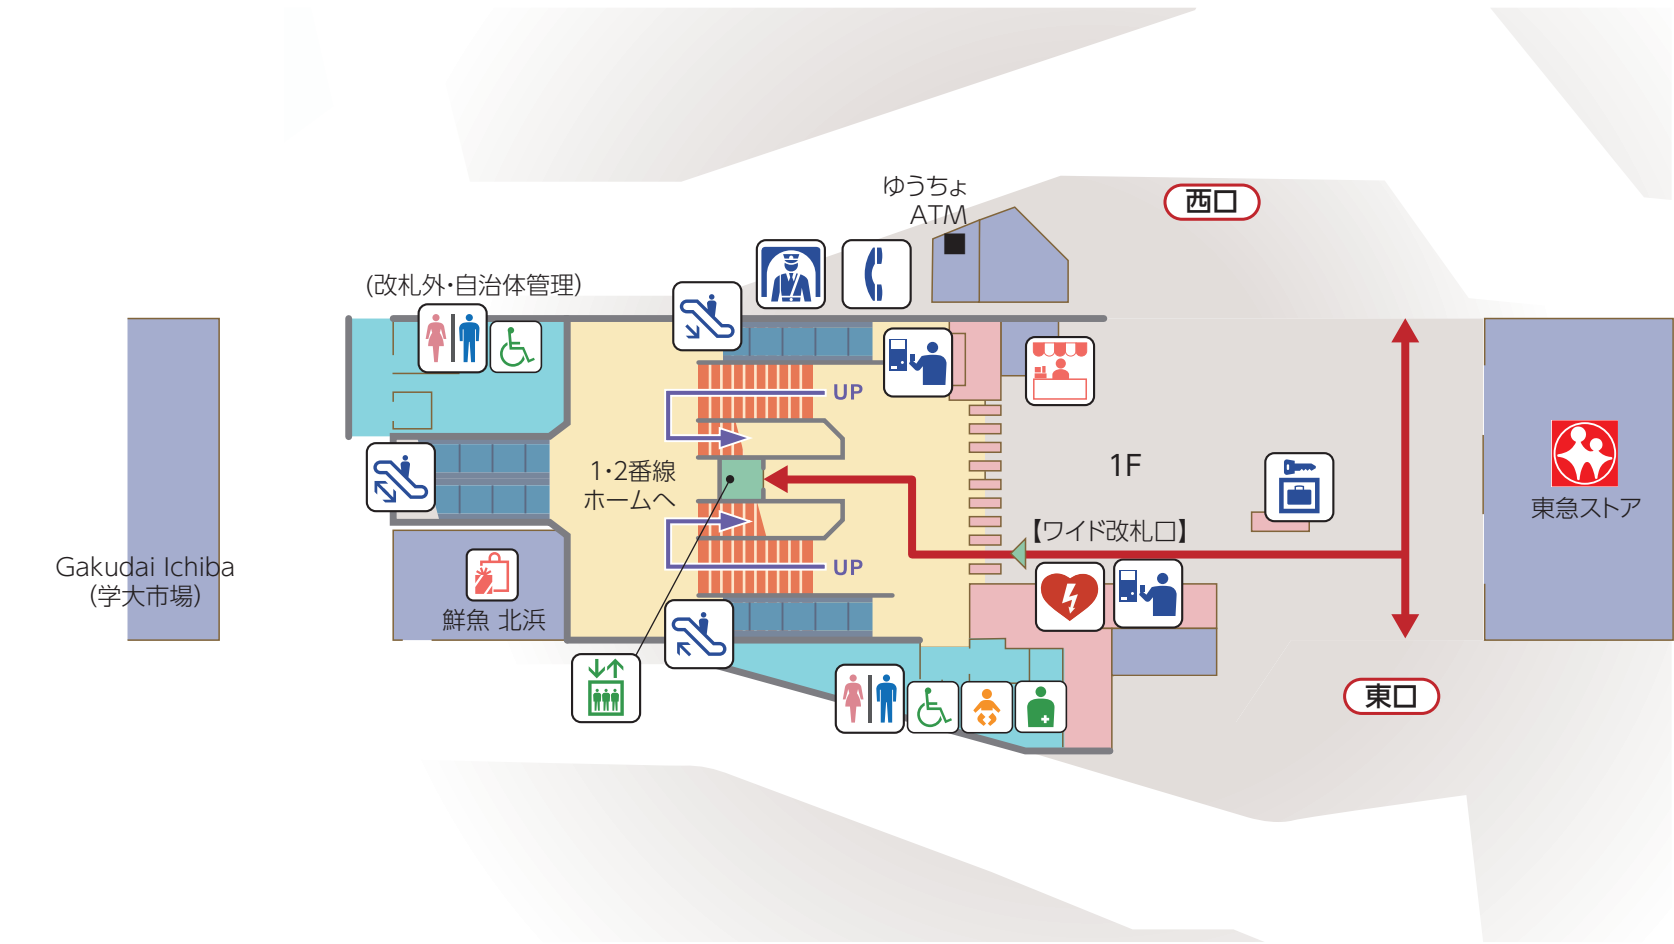 西口
ゆうちょ
ATM
(改札外・自治体管理)
UP
1・2番線
ホームへ
1F
【ワイド改札口】
UP
東急ストア
Gakudai Ichiba
(学大市場)
鮮魚 北浜
東口